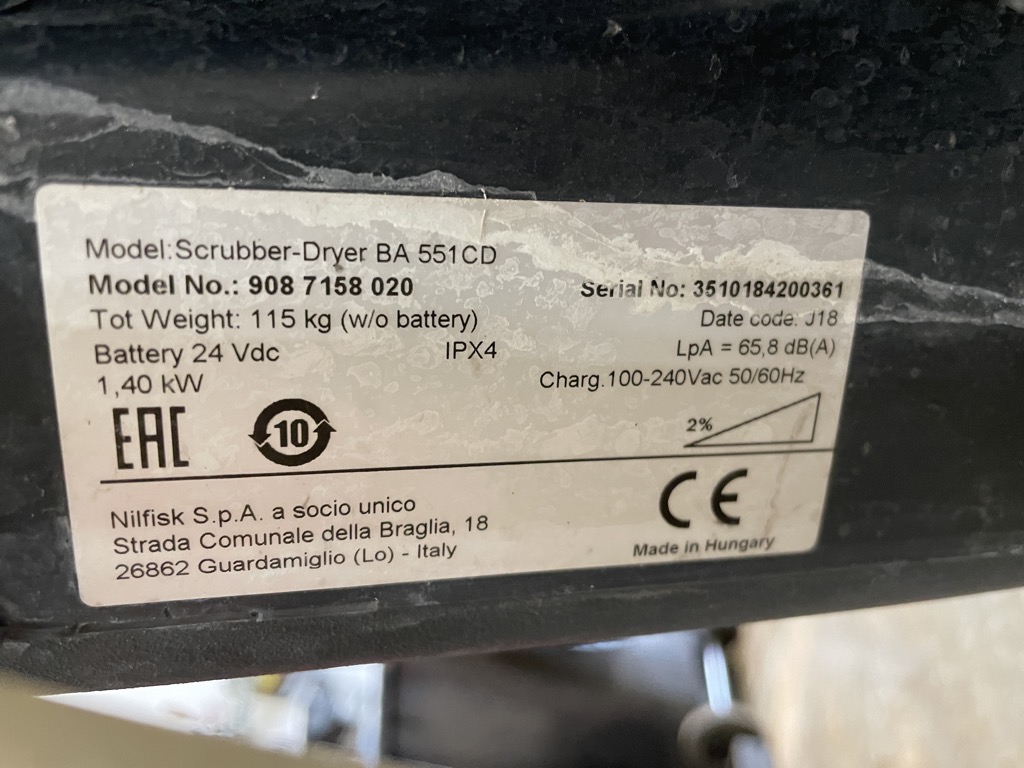 Model:Scrubber-Dryer BA 551CD
Model No.: 908 7158 020
Serial No: 3510184200361
Tot Weight: 115 kg (w/o battery)
Date code: J18
Battery 24 Vdc
IPX4
LpA = 65,8 dB(A)
1,40 kW
Charg.100-240Vac 50/60Hz
EAC
10
2%
Nilfisk S.p.A. a socio unico
Strada Comunale della Braglia, 18
26862 Guardamiglio (Lo) - Italy
CE
Made in Hungary